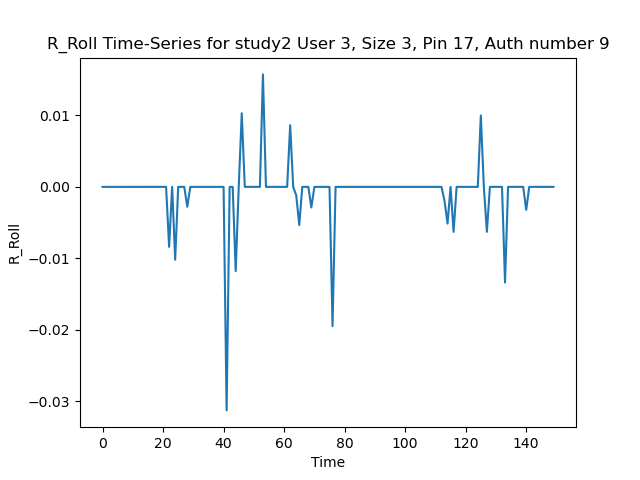 R_Roll Time-Series for study2 User 3, Size 3, Pin 17, Auth number 9
0.01
0.00
−0.01
−0.02
−0.03
R_Roll
0 20 40 60 80 100 120 140
Time